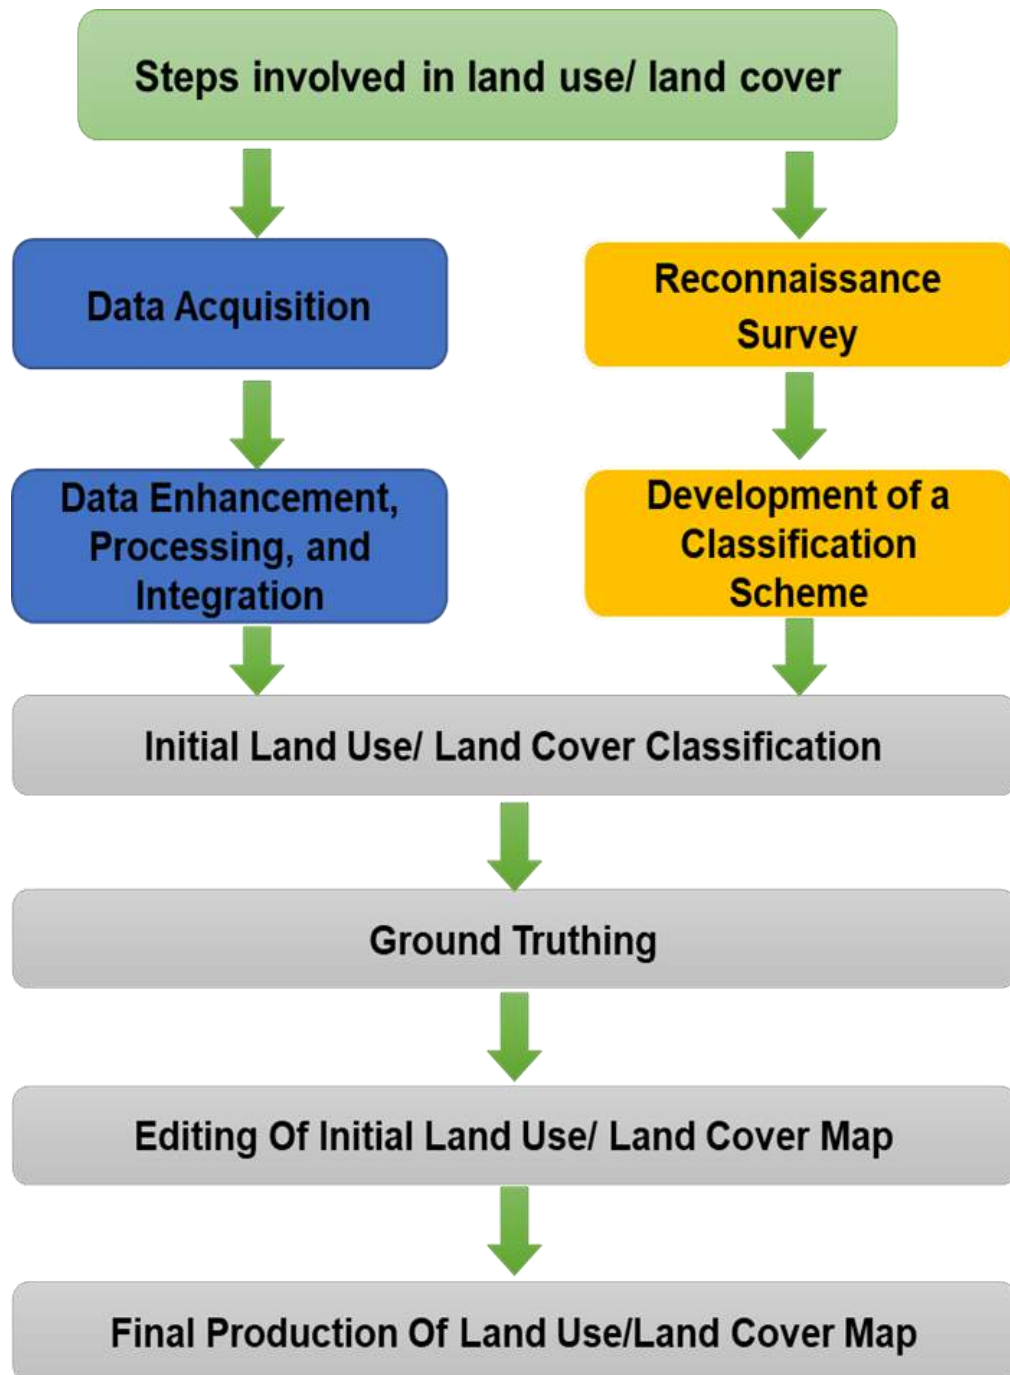 Steps involved in land use/ land cover
Data Acquisition
Reconnaissance
Survey
Data Enhancement,
Processing, and
Integration
Development of a
Classification
Scheme
Initial Land Use/ Land Cover Classification
Ground Truthing
Editing Of Initial Land Use/ Land Cover Map
Final Production Of Land Use/Land Cover Map